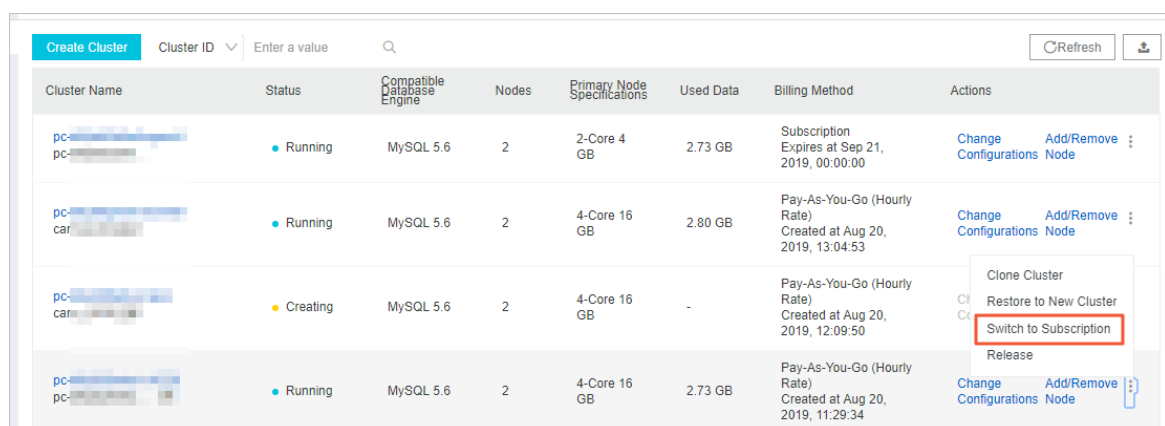 Create Cluster Cluster ID Enter a value Refresh
Cluster Name Status Compatible Database Engine Nodes Primary Node Specifications Used Data Billing Method Actions
pc-
pc-
Running MySQL 5.6 2 2-Core 4 GB 2.73 GB
Subscription
Expires at Sep 21,
2019, 00:00:00
Change Configurations
Add/Remove Node
pc-
car
Running MySQL 5.6 2 4-Core 16 GB 2.80 GB
Pay-As-You-Go (Hourly
Rate)
Created at Aug 20,
2019, 13:04:53
Change Configurations
Add/Remove Node
pc-
car
Creating MySQL 5.6 2 4-Core 16 GB -
Pay-As-You-Go (Hourly
Rate)
Created at Aug 20,
2019, 12:09:50
Clone Cluster
Restore to New Cluster
Switch to Subscription
Release
pc-
pc-
Running MySQL 5.6 2 4-Core 16 GB 2.73 GB
Pay-As-You-Go (Hourly
Rate)
Created at Aug 20,
2019, 11:29:34
Change Configurations
Add/Remove Node